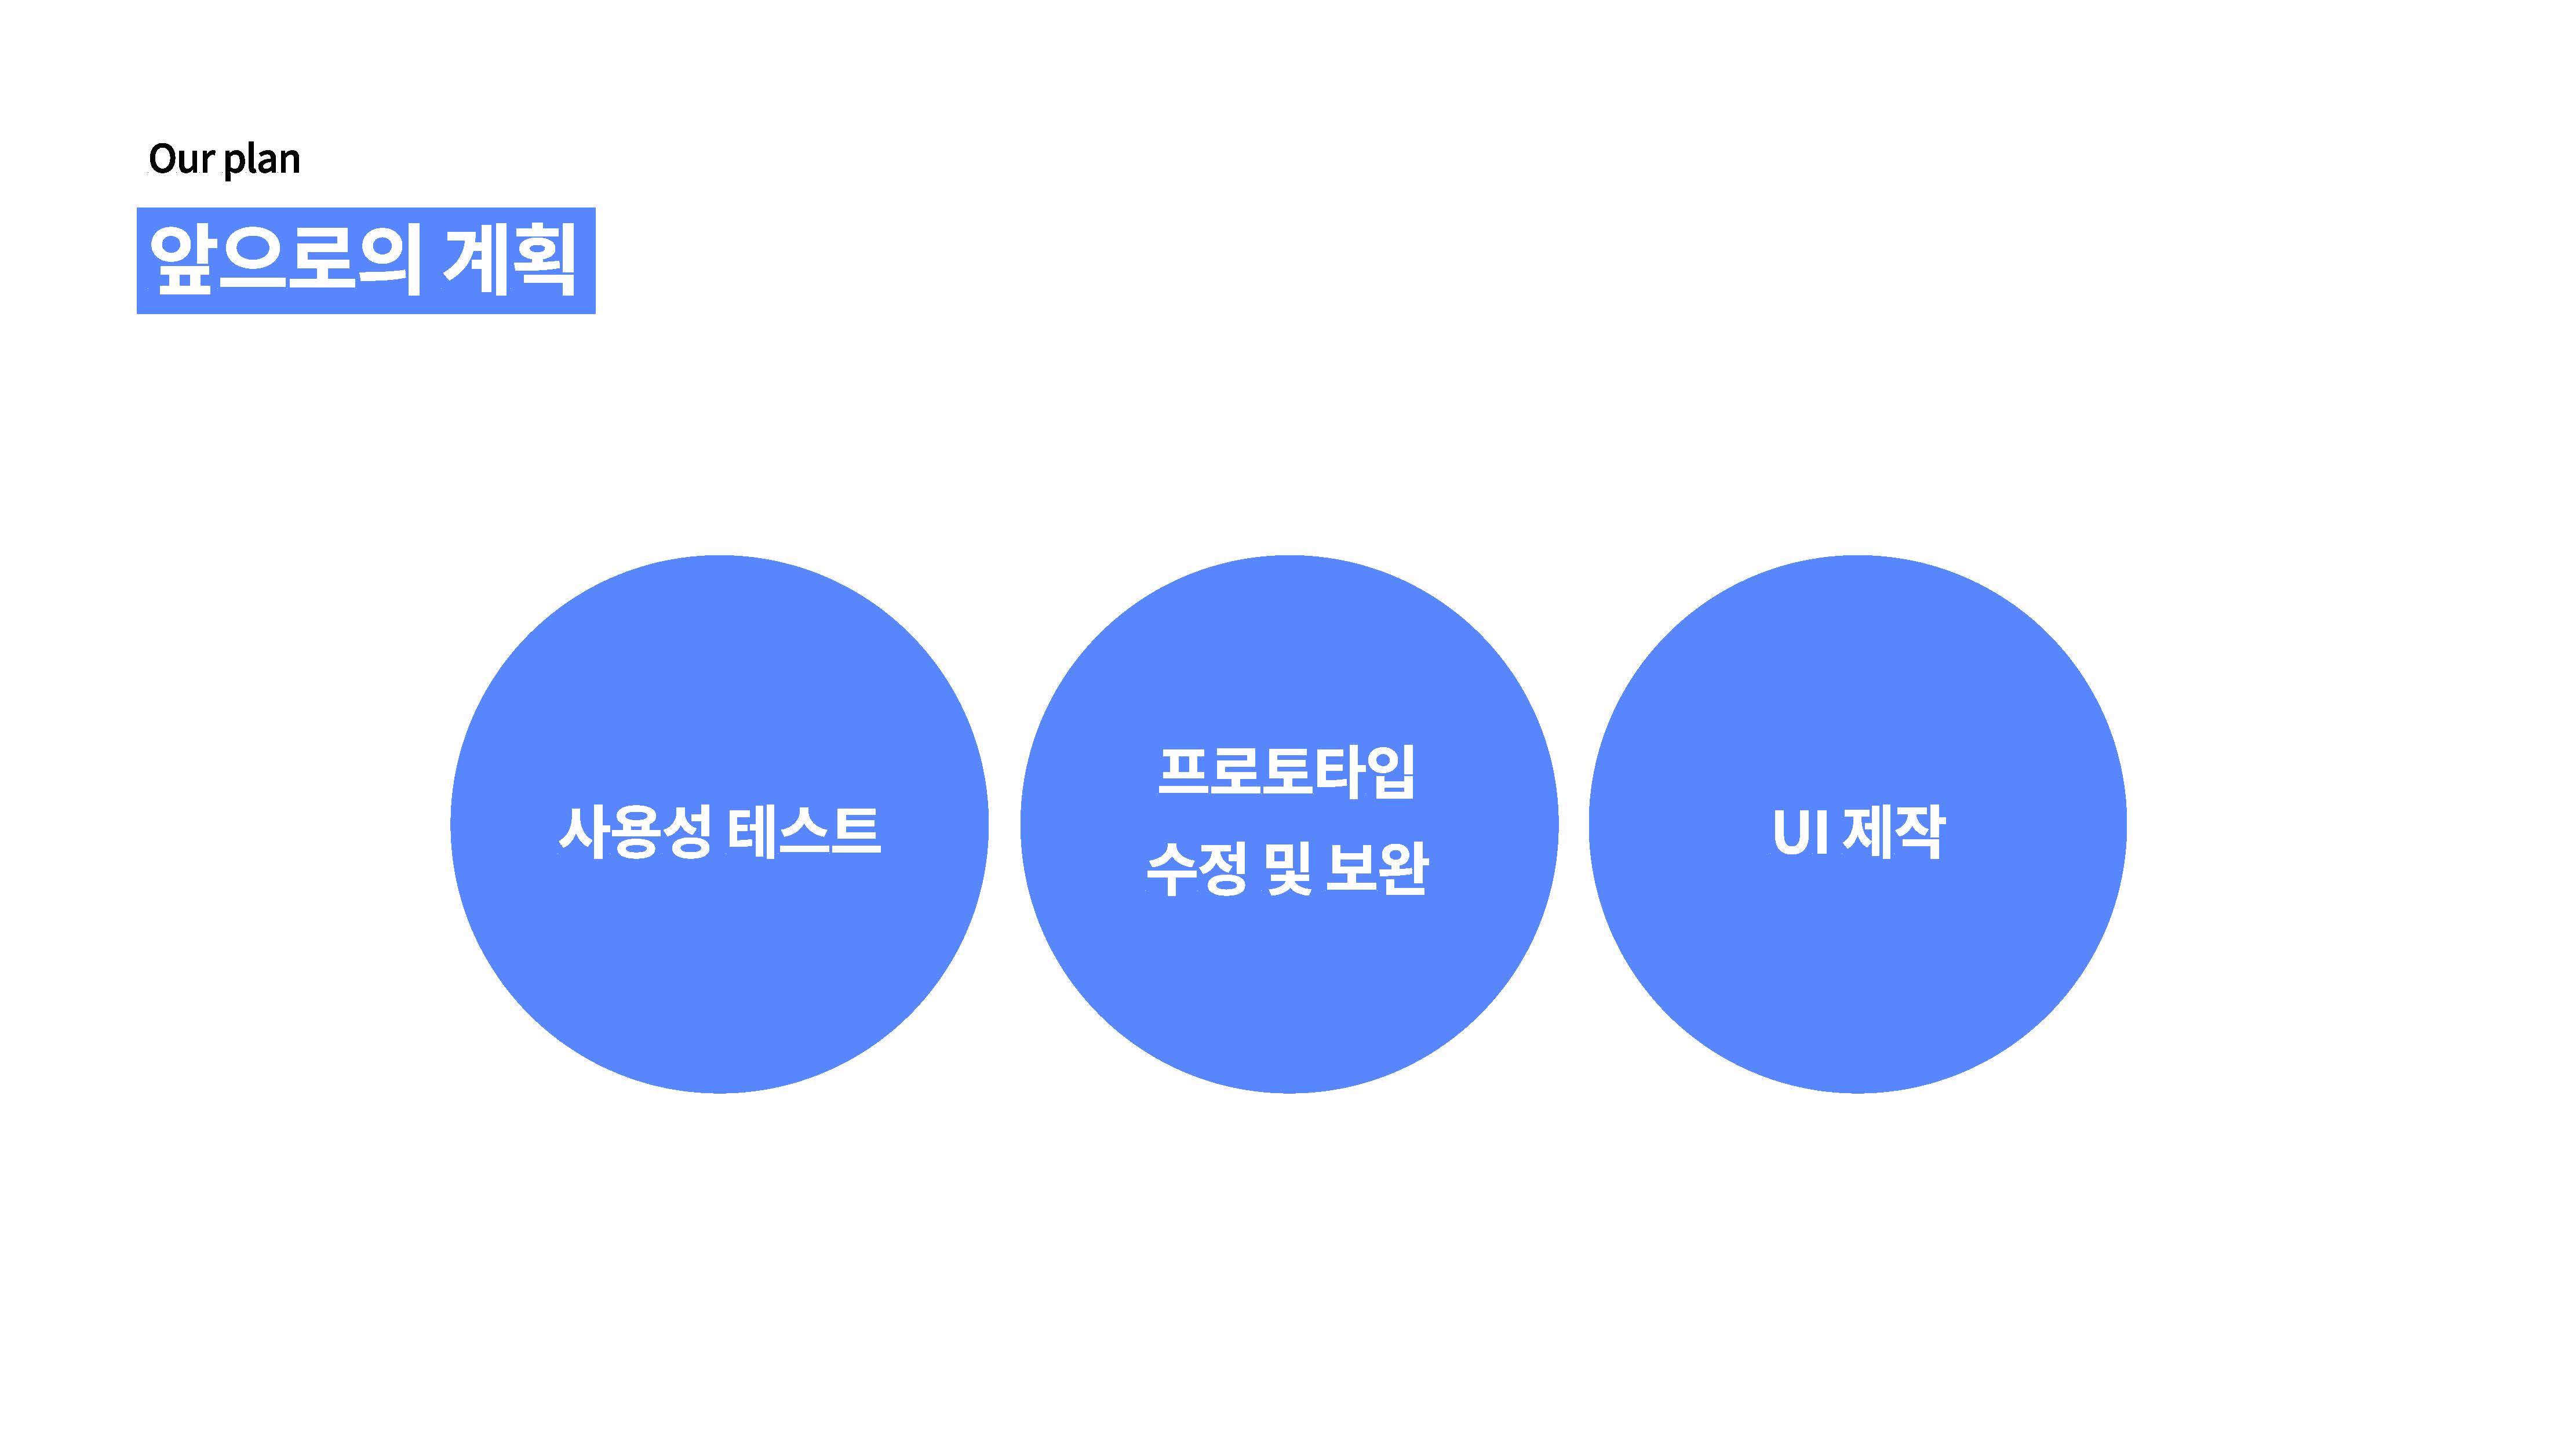 Our plan
앞으로의 계획
사용성 테스트
프로토타입
수정 및 보완
UI 제작